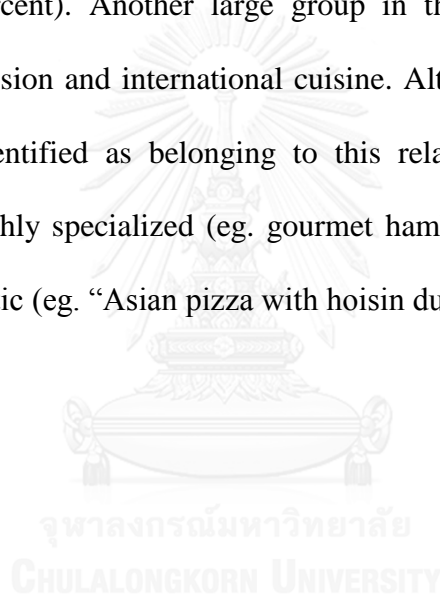 rcent). Another large group in th
sion and international cuisine. Alt
entified as belonging to this rela
hly specialized (eg. gourmet ham
tic (eg. “Asian pizza with hoisin du
จุฬาลงกรณ์มหาวิทยาลัย
CHULALONGKORN UNIVERSITY